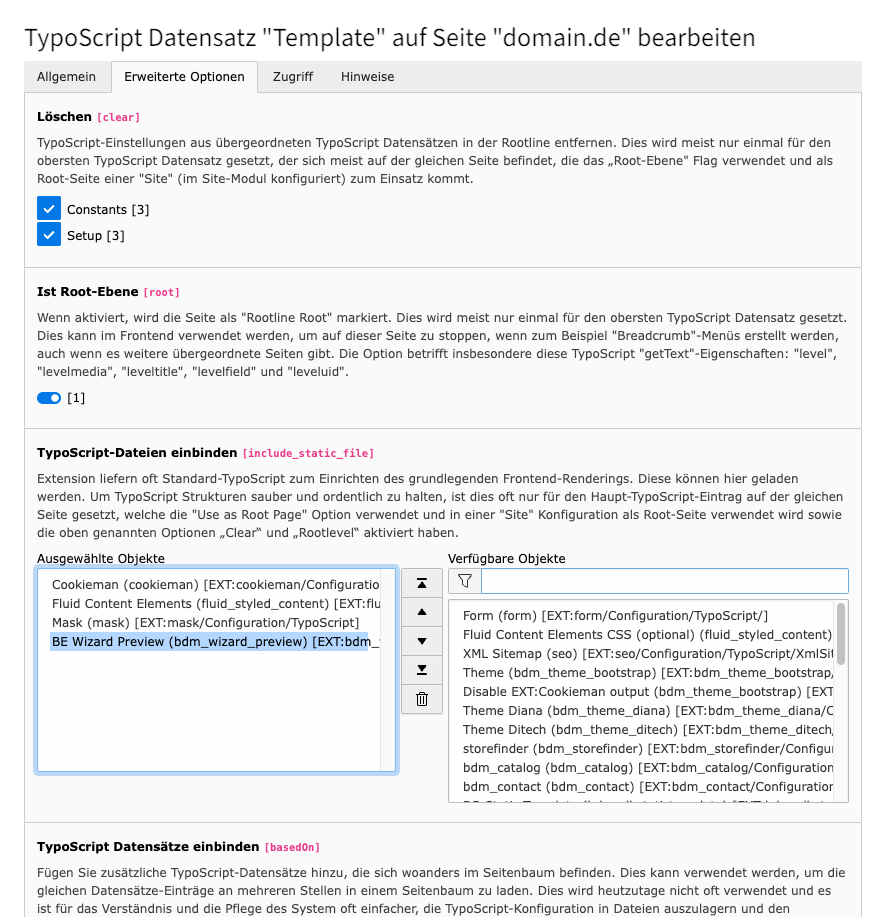 TypoScript Datensatz "Template" auf Seite "domain.de" bearbeiten
Allgemein
Erweiterte Optionen
Zugriff
Hinweise
Löschen [clear]
TypoScript-Einstellungen aus übergeordneten TypoScript Datensätzen in der Rootline entfernen. Dies wird meist nur einmal für den
obersten TypoScript Datensatz gesetzt, der sich meist auf der gleichen Seite befindet, die das „Root-Ebene" Flag verwendet und als
Root-Seite einer "Site" (im Site-Modul konfiguriert) zum Einsatz kommt.
Constants [3]
Setup [3]
Ist Root-Ebene [root]
Wenn aktiviert, wird die Seite als "Rootline Root" markiert. Dies wird meist nur einmal für den obersten TypoScript Datensatz gesetzt.
Dies kann im Frontend verwendet werden, um auf dieser Seite zu stoppen, wenn zum Beispiel "Breadcrumb"-Menüs erstellt werden,
auch wenn es weitere übergeordnete Seiten gibt. Die Option betrifft insbesondere diese TypoScript "getText"-Eigenschaften: "level",
"levelmedia", "leveltitle", "levelfield" und "leveluid".
[1]
TypoScript-Dateien einbinden [include_static_file]
Extension liefern oft Standard-TypoScript zum Einrichten des grundlegenden Frontend-Renderings. Diese können hier geladen
werden. Um TypoScript Strukturen sauber und ordentlich zu halten, ist dies oft nur für den Haupt-TypoScript-Eintrag auf der gleichen
Seite gesetzt, welche die "Use as Root Page" Option verwendet und in einer "Site" Konfiguration als Root-Seite verwendet wird sowie
die oben genannten Optionen „Clear“ und „Rootlevel“ aktiviert haben.
Ausgewählte Objekte
Cookieman (cookieman) [EXT:cookieman/Configuratio
Fluid Content Elements (fluid_styled_content) [EXT:flu
Mask (mask) [EXT:mask/Configuration/TypoScript]
BE Wizard Preview (bdm_wizard_preview) [EXT:bdm_
Verfügbare Objekte
Form (form) [EXT:form/Configuration/TypoScript/]
Fluid Content Elements CSS (optional) (fluid_styled_content)
XML Sitemap (seo) [EXT:seo/Configuration/TypoScript/XmlSit
Theme (bdm_theme_bootstrap) [EXT:bdm_theme_bootstrap/
Disable EXT:Cookieman output (bdm_theme_bootstrap) [EXT
Theme Diana (bdm_theme_diana) [EXT:bdm_theme_diana/C
Theme Ditech (bdm_theme_ditech) [EXT:bdm_theme_ditech/
storefinder (bdm_storefinder) [EXT:bdm_storefinder/Configu
bdm_catalog (bdm_catalog) [EXT:bdm_catalog/Configuration
bdm_contact (bdm_contact) [EXT:bdm_contact/Configuration
TypoScript Datensätze einbinden [basedOn]
Fügen Sie zusätzliche TypoScript-Datensätze hinzu, die sich woanders im Seitenbaum befinden. Dies kann verwendet werden, um die
gleichen Datensätze-Einträge an mehreren Stellen in einem Seitenbaum zu laden. Dies wird heutzutage nicht oft verwendet und es
ist für das Verständnis und die Pflege des System oft einfacher, die TypoScript-Konfiguration in Dateien auszulagern und den